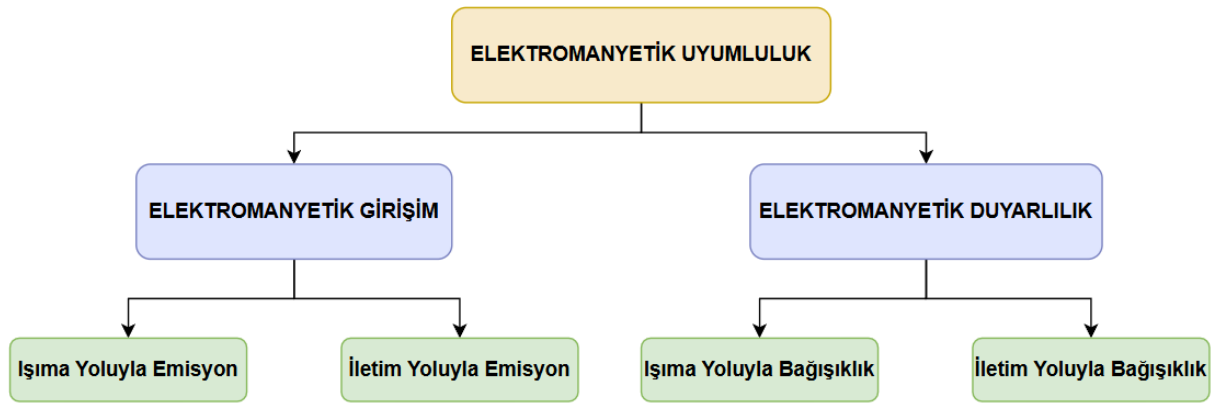 ELEKTROMANYETİK UYUMLULUK
ELEKTROMANYETİK GİRİŞİM
ELEKTROMANYETİK DUYARLILIK
Işıma Yoluyla Emisyon
İletim Yoluyla Emisyon
Işıma Yoluyla Bağışıklık
İletim Yoluyla Bağışıklık